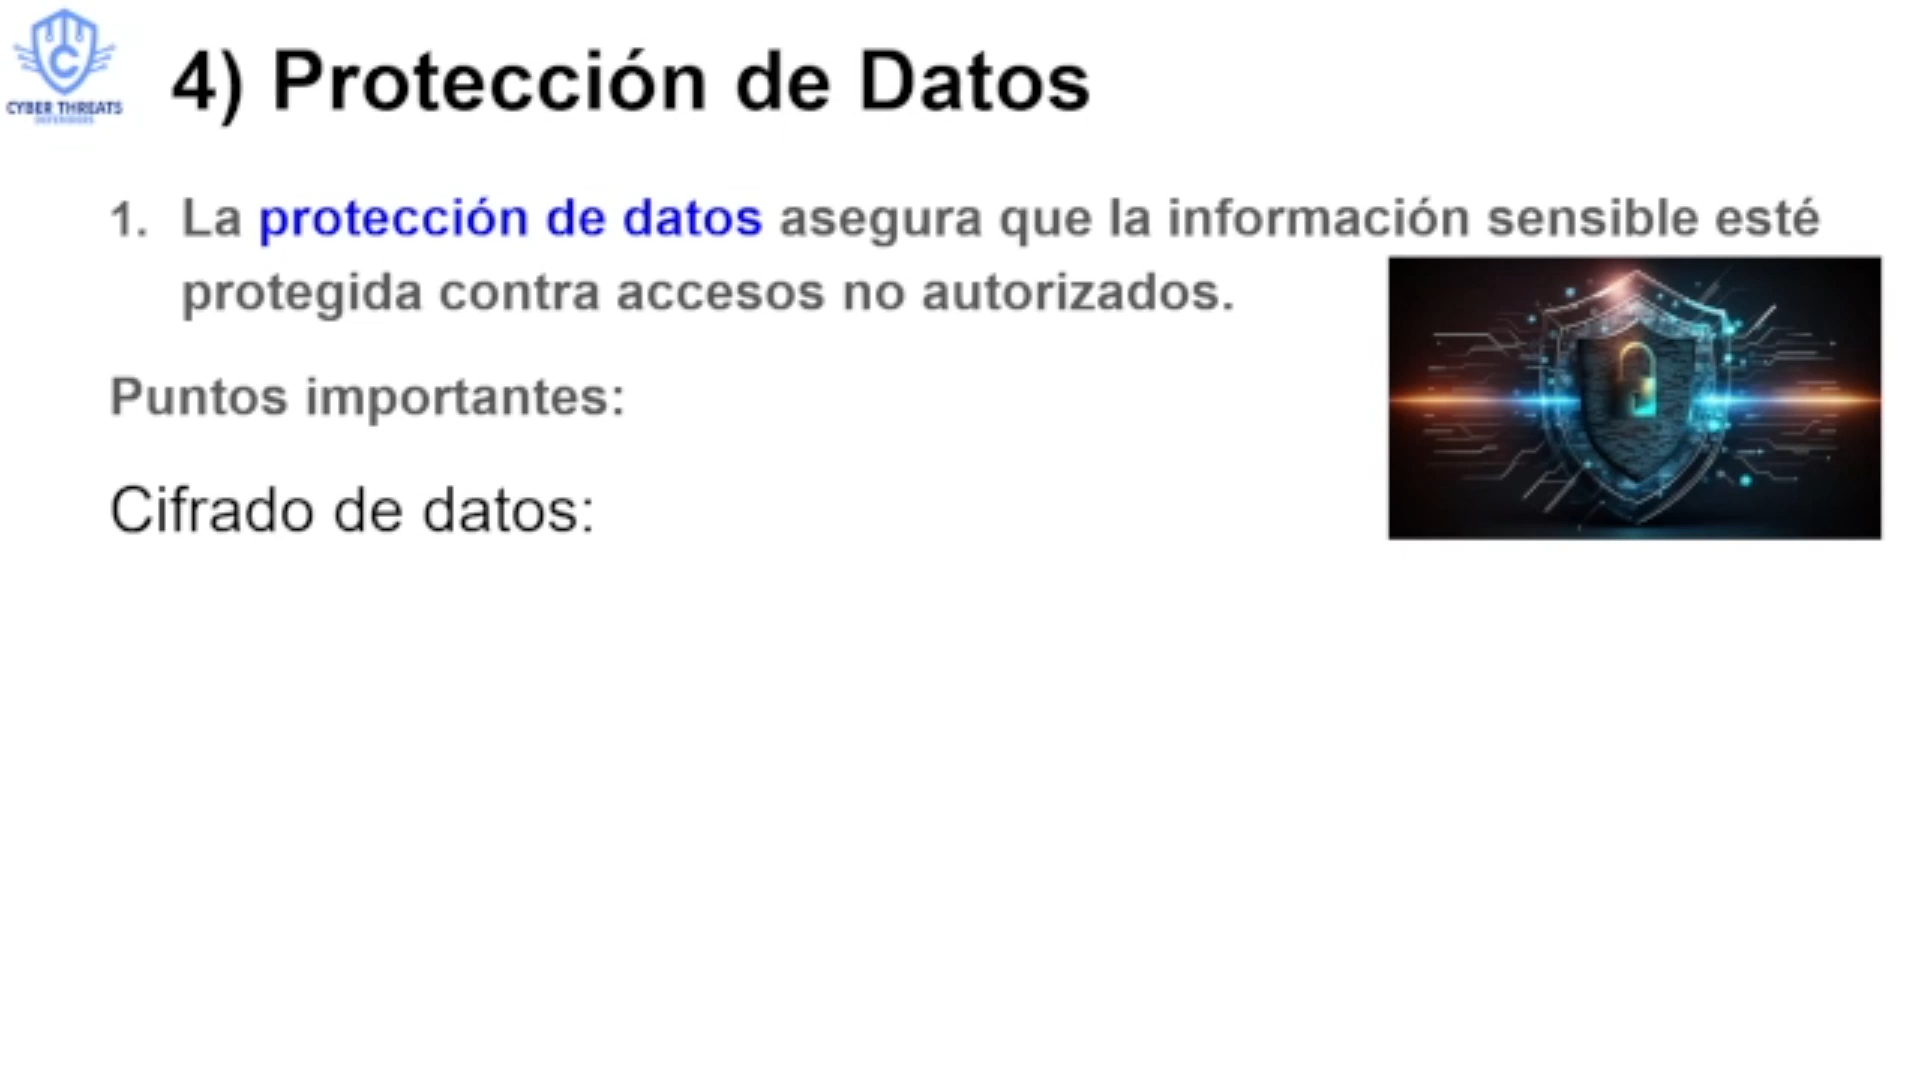 CYBER THREATS
DEFENDERS
4) Protección de Datos
1. La protección de datos asegura que la información sensible esté
protegida contra accesos no autorizados.
Puntos importantes:
Cifrado de datos: